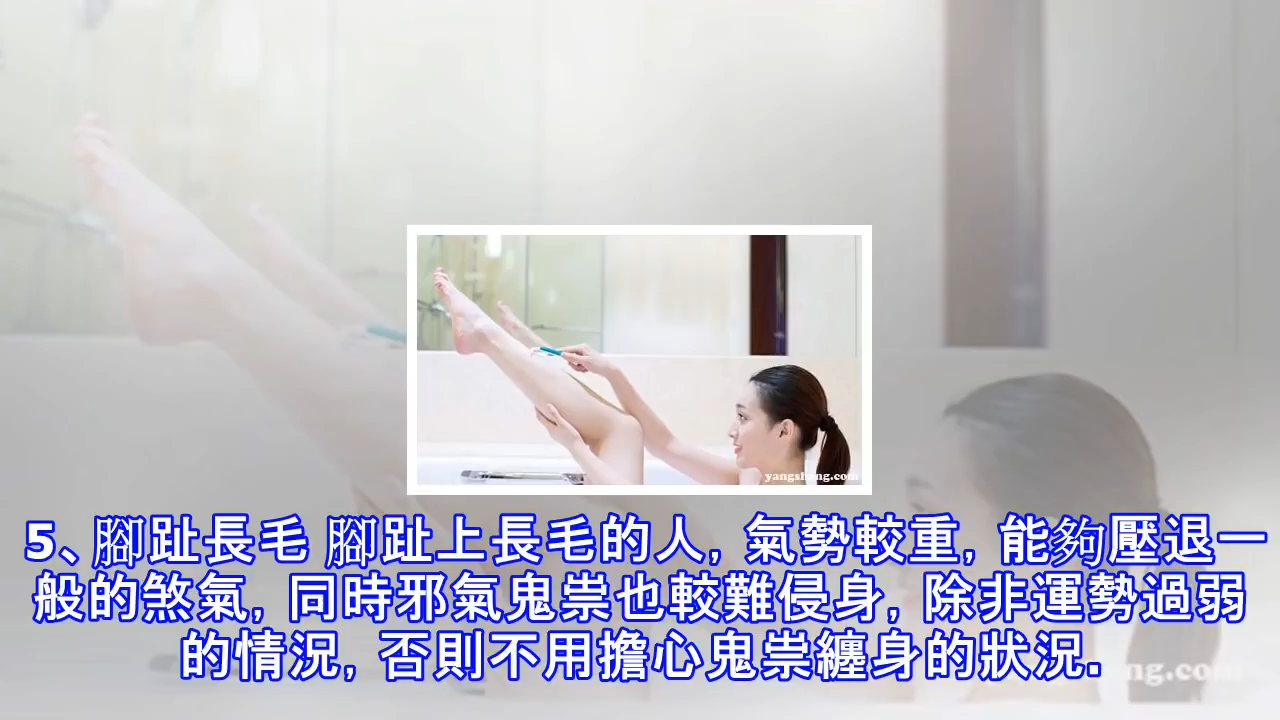 yangsheng.com
5、腳趾長毛 腳趾上長毛的人, 氣勢較重, 能夠壓退一
般的煞氣, 同時邪氣鬼祟也較難侵身, 除非運勢過弱
的情況, 否則不用擔心鬼祟纏身的狀況.
ng.com